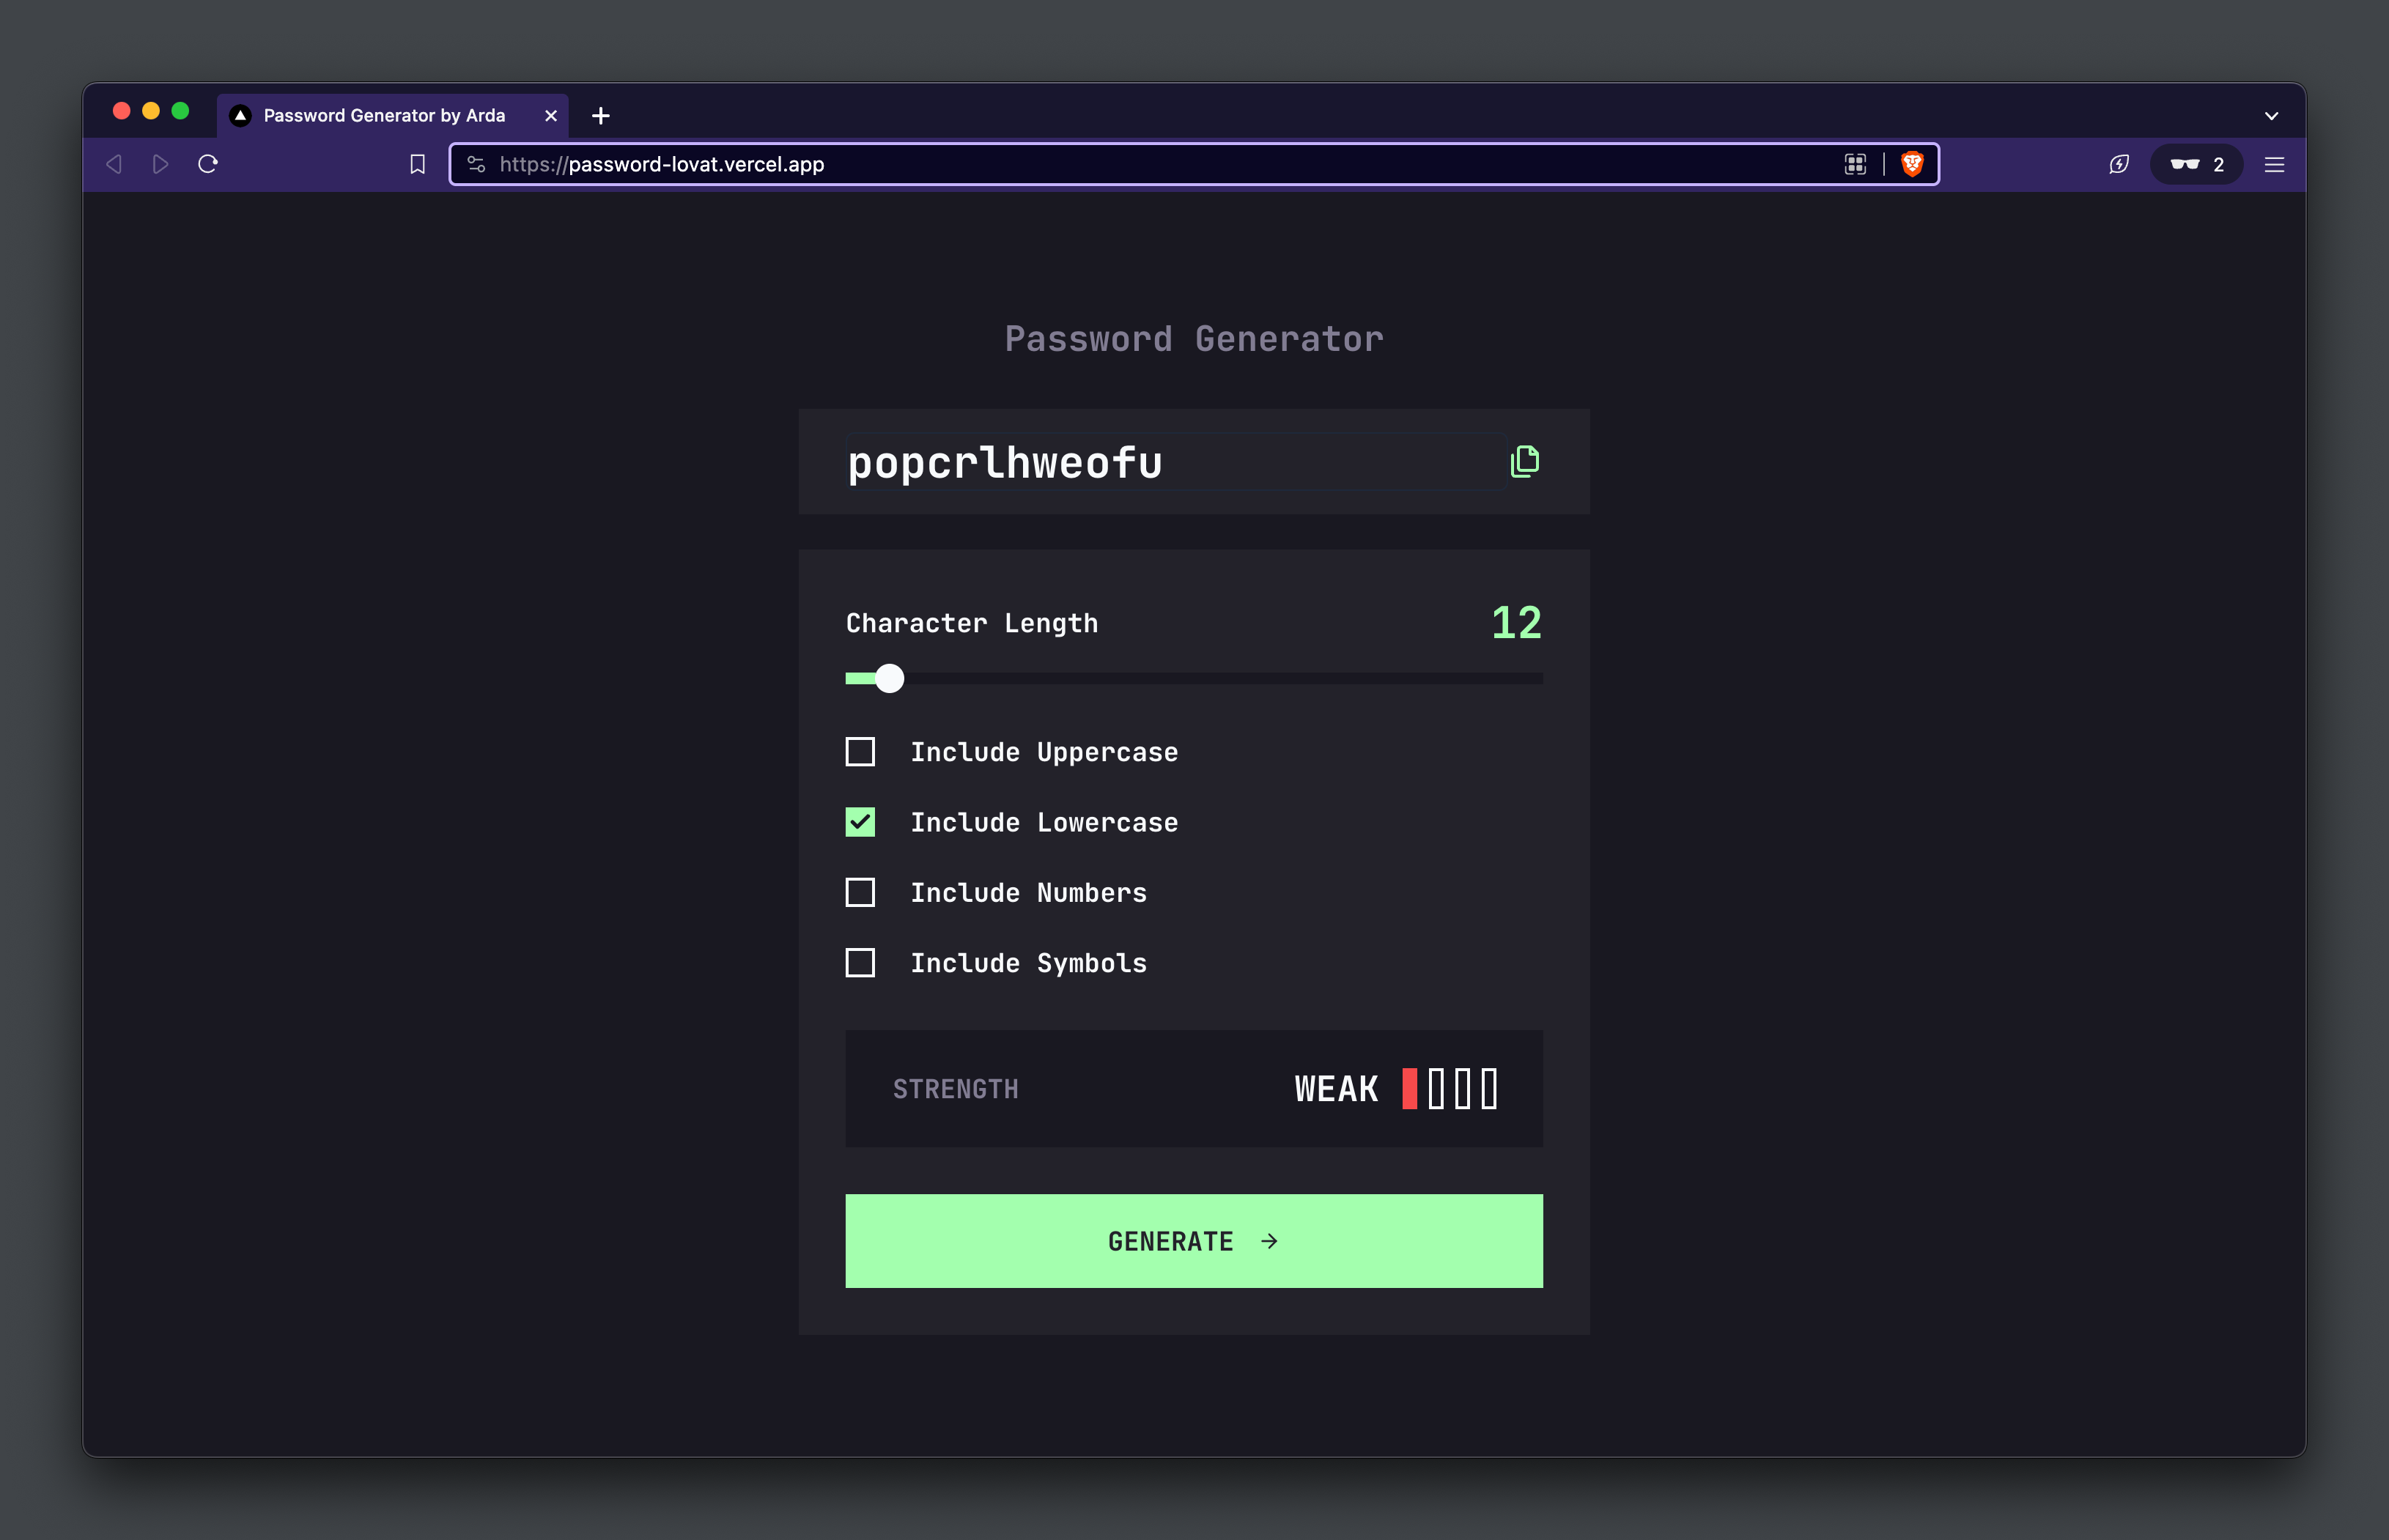 Password Generator by Arda
https://password-lovat.vercel.app
2
Password Generator
popcrlhweofu
Character Length
12
Include Uppercase
Include Lowercase
Include Numbers
Include Symbols
STRENGTH
WEAK
GENERATE →